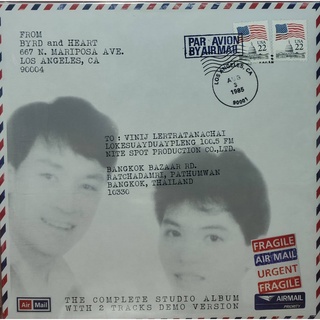 FROM
BYRD and HEART
667 N. MARIPOSA AVE.
LOS ANGELES, CA
90004
PAR AVION
BY AIR MAIL
USA
22
USA
22
LOS ANGELES, CA
1985
90001
TO : VINIJ LERTRATANACHAI
LOKESUAYDUAYPLENG 100.5 FM
NITE SPOT PRODUCTION CO.,LTD.
BANGKOK BAZAAR RD.
RATCHADAMRI, PATHUMWAN
BANGKOK, THAILAND
10330
FRAGILE
AIR MAIL
URGENT
FRAGILE
AIRMAIL
PRIORITY
Air Mail
THE COMPLETE STUDIO ALBUM
WITH 2 TRACKS DEMO VERSION